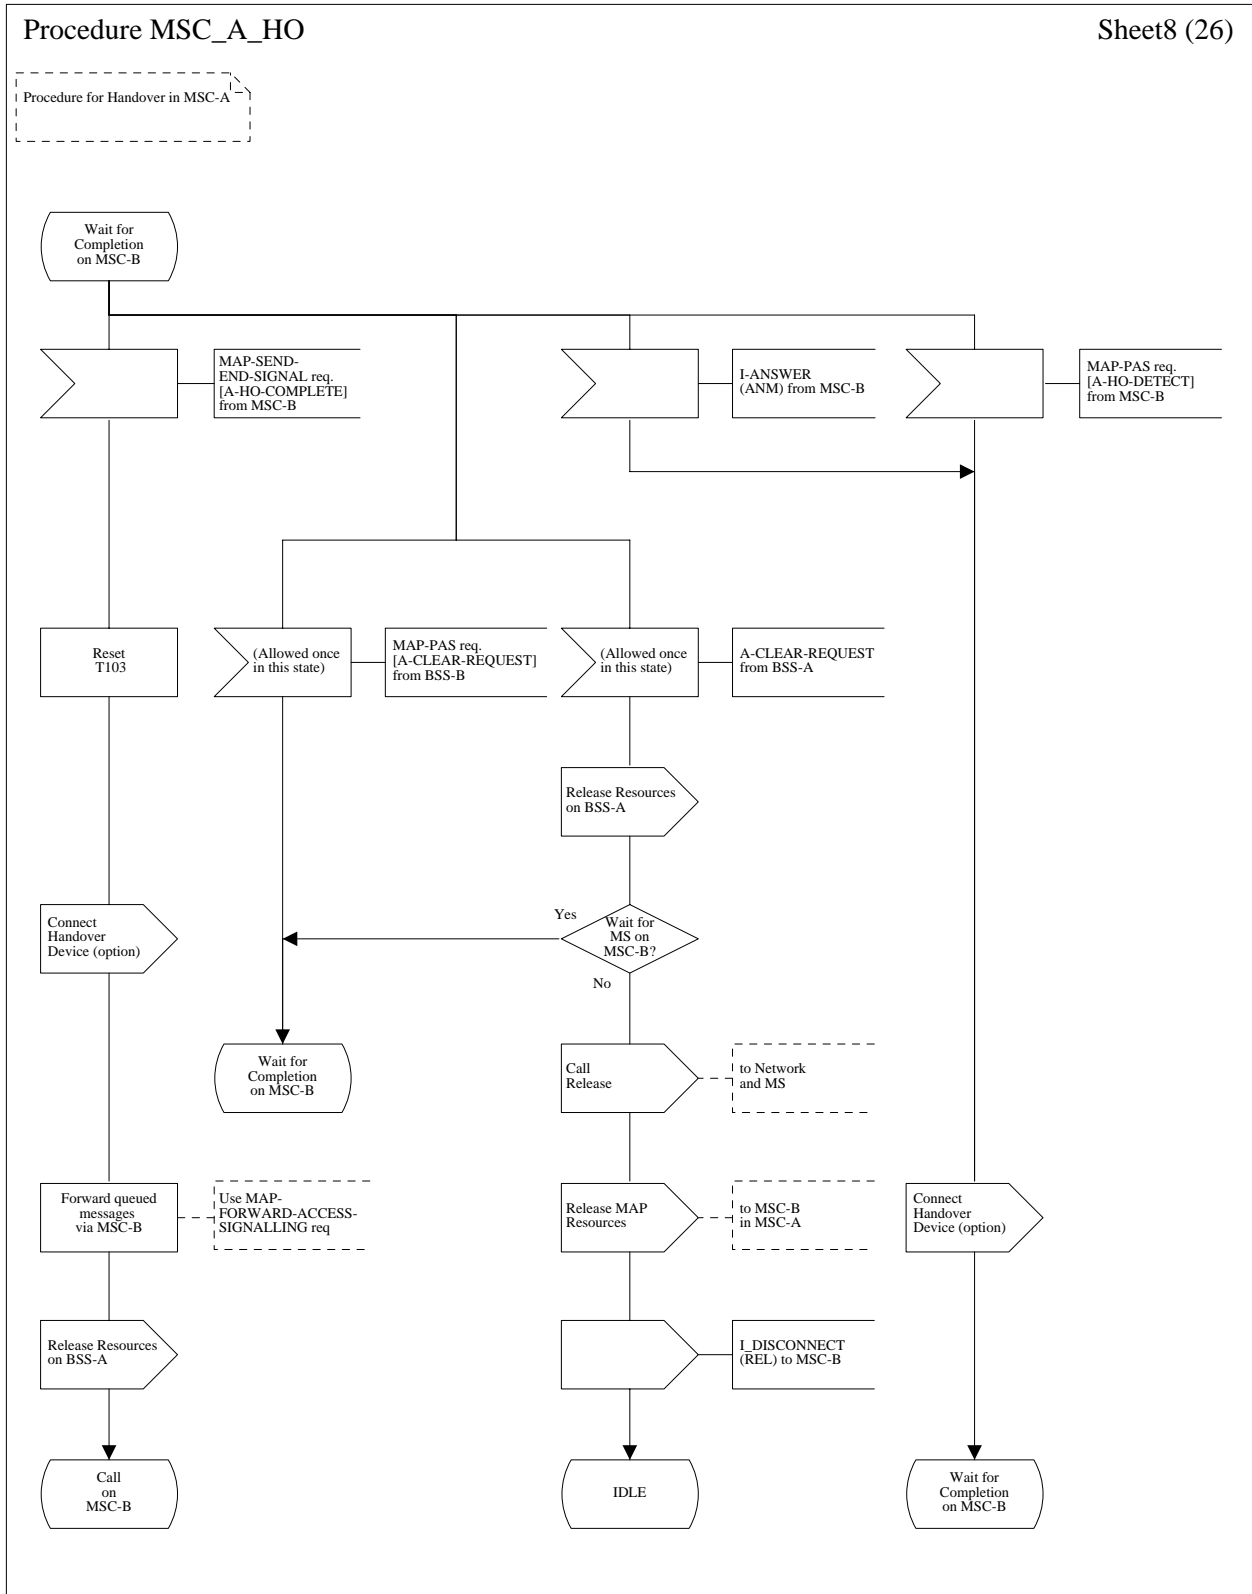 Procedure MSC_A_HO
Sheet8 (26)
Procedure for Handover in MSC-A
Wait for
Completion
on MSC-B
MAP-SEND-
END-SIGNAL req.
[A-HO-COMPLETE]
from MSC-B
I-ANSWER
(ANM) from MSC-B
MAP-PAS req.
[A-HO-DETECT]
from MSC-B
Reset
T103
(Allowed once
in this state)
MAP-PAS req.
[A-CLEAR-REQUEST]
from BSS-B
(Allowed once
in this state)
A-CLEAR-REQUEST
from BSS-A
Release Resources
on BSS-A
Connect
Handover
Device (option)
Yes
Wait for
MS on
MSC-B?
No
Wait for
Completion
on MSC-B
Call
Release
to Network
and MS
Forward queued
messages
via MSC-B
Use MAP-
FORWARD-ACCESS-
SIGNALLING req
Release MAP
Resources
to MSC-B
in MSC-A
Connect
Handover
Device (option)
Release Resources
on BSS-A
I_DISCONNECT
(REL) to MSC-B
Call
on
MSC-B
IDLE
Wait for
Completion
on MSC-B